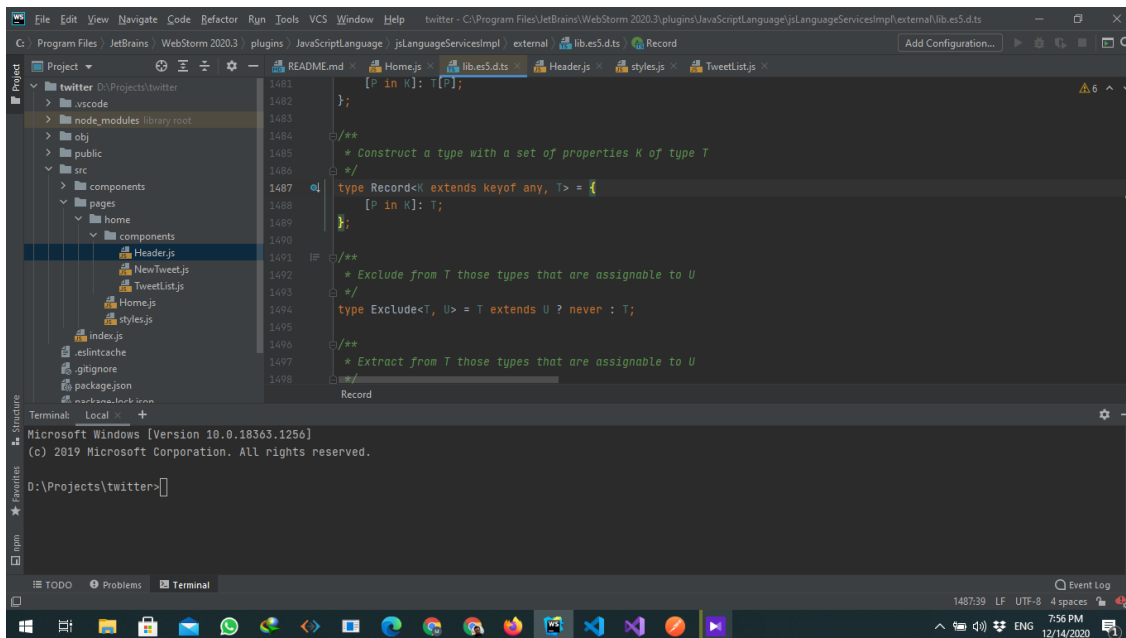 WS File Edit View Navigate Code Refactor Run Tools VCS Window Help twitter - C:\Program Files\JetBrains\WebStorm 2020.3\plugins\JavaScriptLanguage\jsLanguageServicesImpl\external\lib.es5.d.ts
C: Program Files JetBrains WebStorm 2020.3 plugins JavaScriptLanguage jsLanguageServicesImpl external lib.es5.d.ts Record Add Configuration...
Project
Project
README.md Home.js lib.es5.d.ts Header.js styles.js TweetList.js
twitter D:\Projects\twitter
.vscode
node_modules library root
obj
public
src
components
pages
home
components
Header.js
NewTweet.js
TweetList.js
Home.js
styles.js
index.js
.eslintcache
.gitignore
package.json
package-lock.json
6
1481 [P in K]: T[P];
1482 };
1483
1484 /**
1485 * Construct a type with a set of properties K of type T
1486 */
1487 type Record<K extends keyof any, T> = {
1488 [P in K]: T;
1489 };
1490
1491 /**
1492 * Exclude from T those types that are assignable to U
1493 */
1494 type Exclude<T, U> = T extends U ? never : T;
1495
1496 /**
1497 * Extract from T those types that are assignable to U
1498 */
Record
Structure
Favorites
npm
Terminal: Local +
Microsoft Windows [Version 10.0.18363.1256]
(c) 2019 Microsoft Corporation. All rights reserved.
D:\Projects\twitter>
TODO Problems Terminal Event Log
1487:39 LF UTF-8 4 spaces
ENG 7:56 PM
12/14/2020